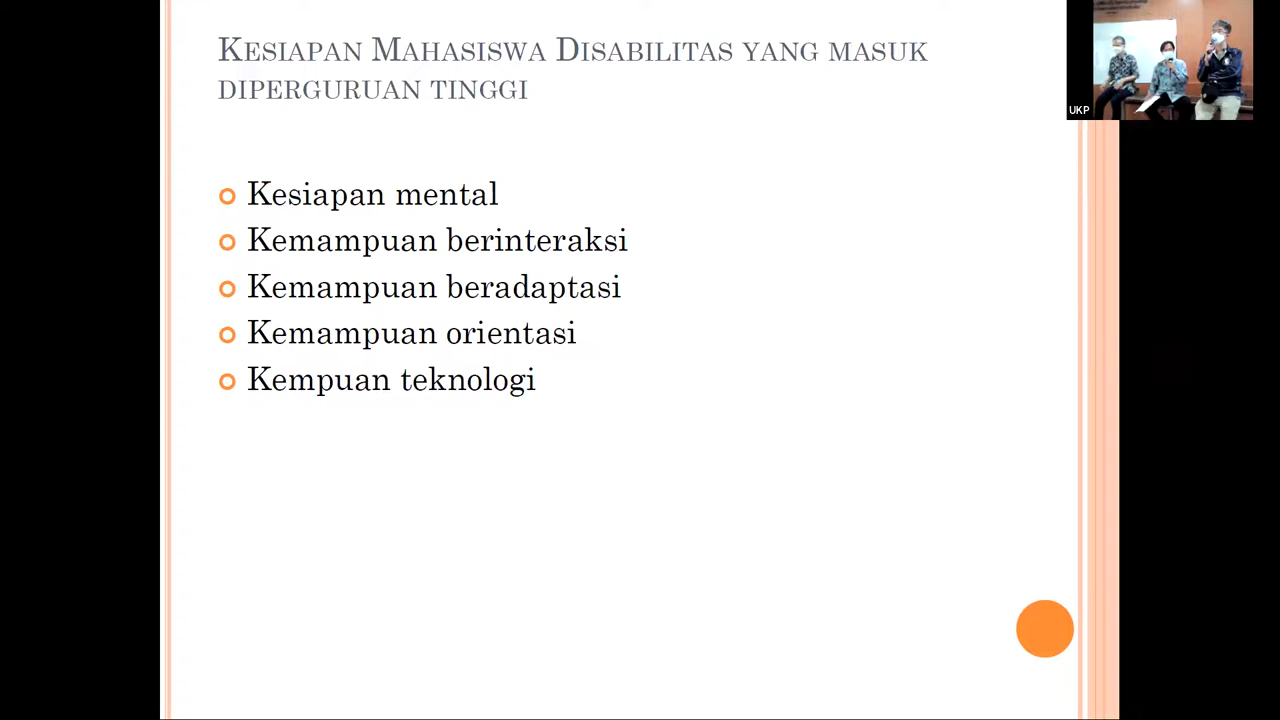 Kesiapan Mahasiswa Disabilitas yang masuk
diperguruan tinggi
UKP
Kesiapan mental
Kemampuan berinteraksi
Kemampuan beradaptasi
Kemampuan orientasi
Kempuan teknologi